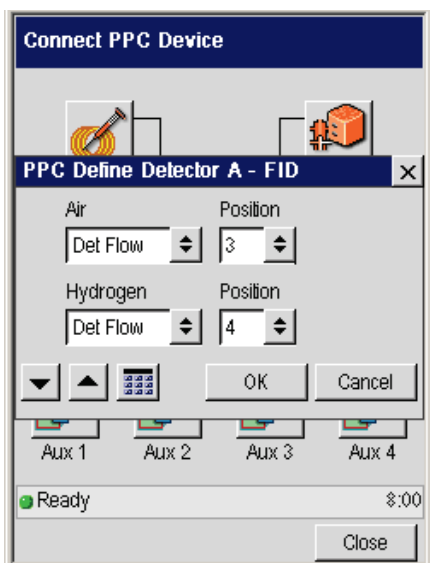 Connect PPC Device
PPC Define Detector A - FID
Air Position
Det Flow 3
Hydrogen Position
Det Flow 4
OK Cancel
Aux 1 Aux 2 Aux 3 Aux 4
Ready 8:00
Close